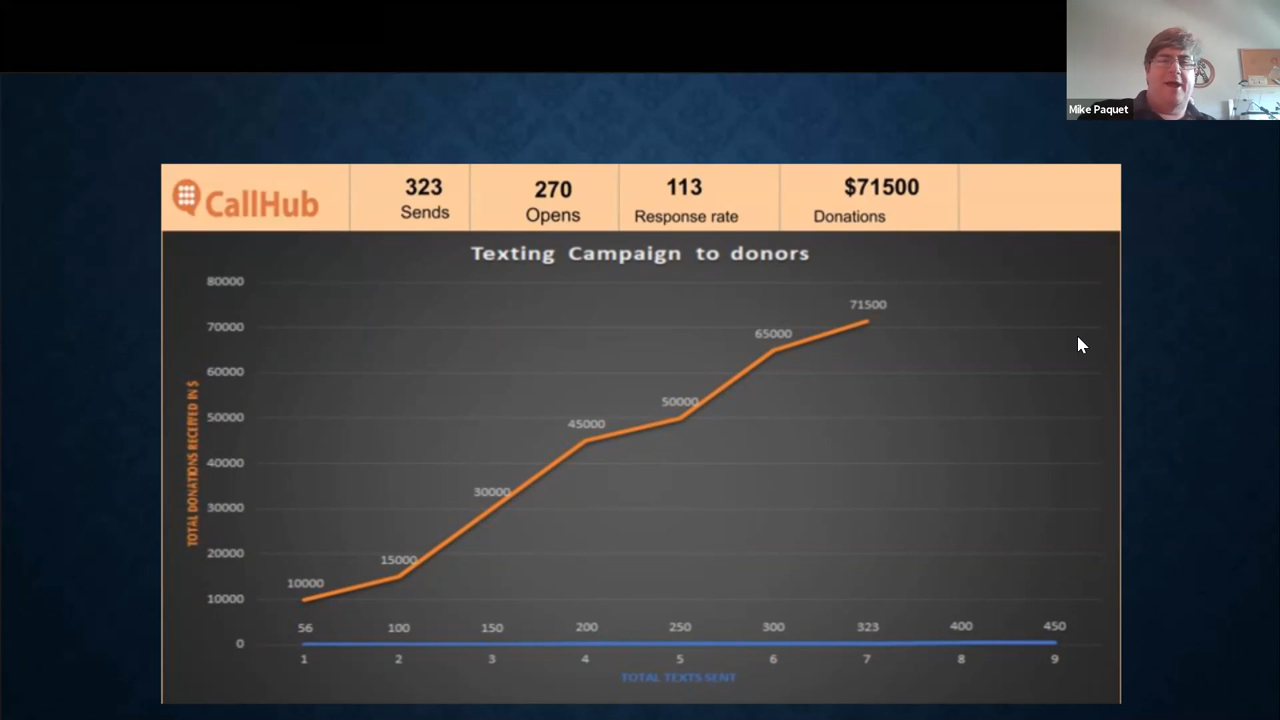 Mike Paquet
CallHub
323
Sends
270
Opens
113
Response rate
$71500
Donations
Texting Campaign to donors
TOTAL DONATIONS RECEIVED IN $
80000
70000
60000
50000
40000
30000
20000
10000
0
10000
15000
30000
45000
50000
65000
71500
56 100 150 200 250 300 323 400 450
1 2 3 4 5 6 7 8 9
TOTAL TEXTS SENT